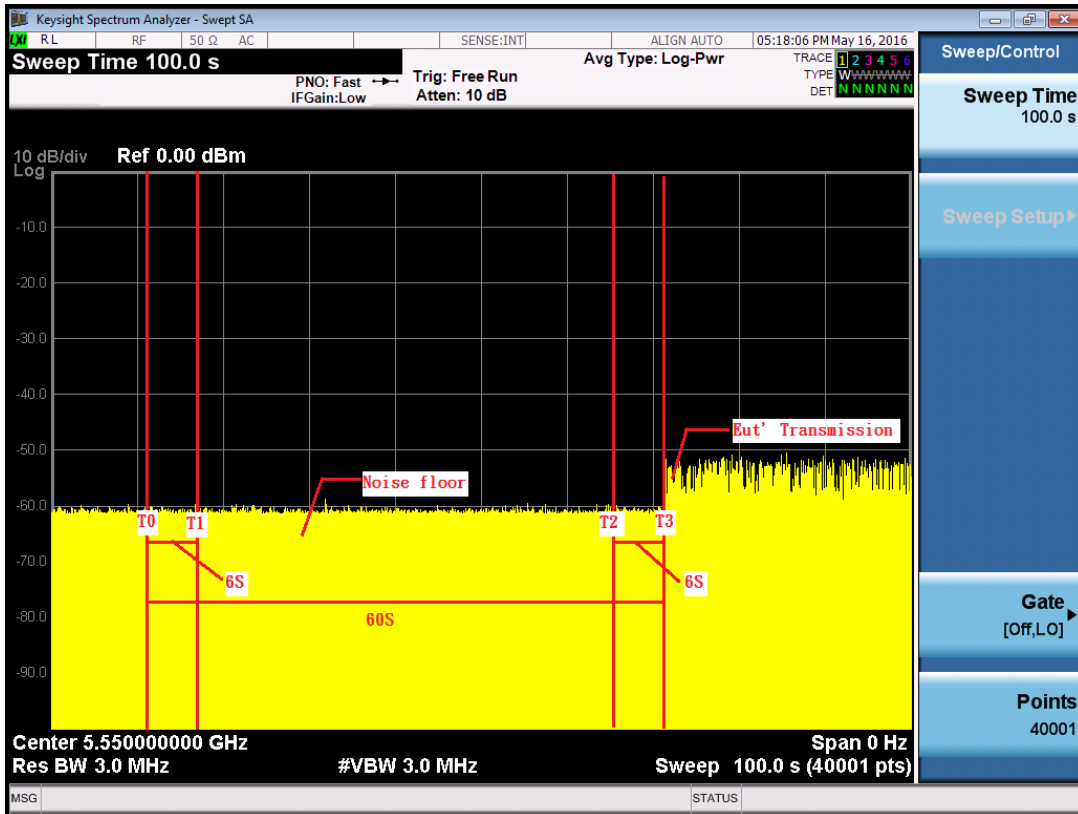 Keysight Spectrum Analyzer - Swept SA
LXI RL RF 50 Ω AC SENSE:INT ALIGN AUTO 05:18:06 PM May 16, 2016
Sweep Time 100.0 s
PNO: Fast
IFGain:Low
Trig: Free Run
Atten: 10 dB
Avg Type: Log-Pwr
TRACE 1 2 3 4 5 6
TYPE WWWWWW
DET N N N N N N
10 dB/div Ref 0.00 dBm
Log
-10.0
-20.0
-30.0
-40.0
-50.0
-60.0
-70.0
-80.0
-90.0
Eut' Transmission
Noise floor
T0 T1 T2 T3
6S 6S
60S
Center 5.550000000 GHz Span 0 Hz
Res BW 3.0 MHz #VBW 3.0 MHz Sweep 100.0 s (40001 pts)
MSG STATUS
Sweep/Control
Sweep Time
100.0 s
Sweep Setup
Gate
[Off,LO]
Points
40001